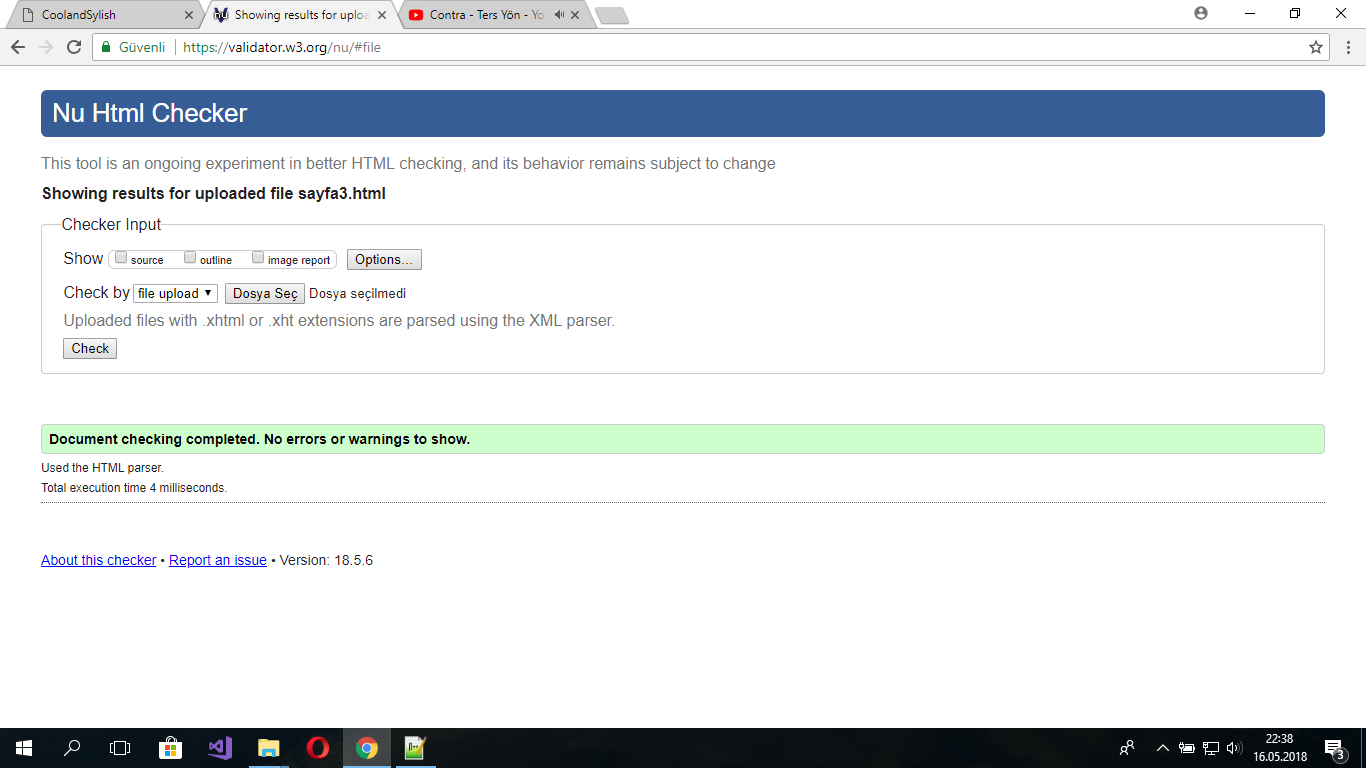 CoolandSylish
Showing results for uploa
Contra - Ters Yön - Yo
Güvenli
https://validator.w3.org/nu/#file
Nu Html Checker
This tool is an ongoing experiment in better HTML checking, and its behavior remains subject to change
Showing results for uploaded file sayfa3.html
Checker Input
Show source outline image report Options...
Check by file upload Dosya Seç Dosya seçilmedi
Uploaded files with .xhtml or .xht extensions are parsed using the XML parser.
Check
Document checking completed. No errors or warnings to show.
Used the HTML parser.
Total execution time 4 milliseconds.
About this checker • Report an issue • Version: 18.5.6
22:38
16.05.2018
3